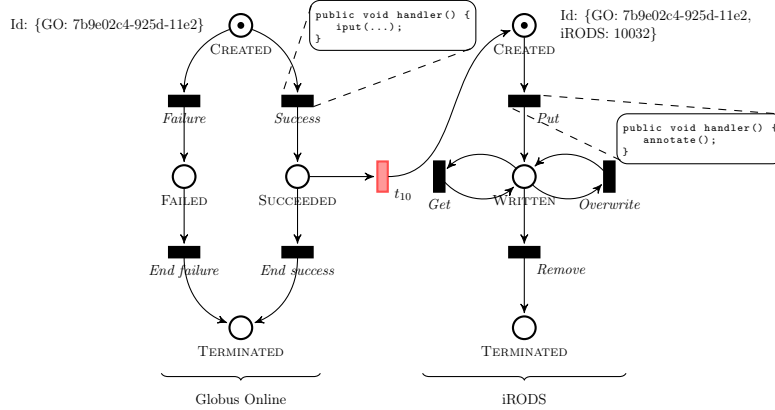 Id: {GO: 7b9e02c4-925d-11e2}
CREATED
public void handler() {
iput(...);
}
CREATED
Id: {GO: 7b9e02c4-925d-11e2,
iRODS: 10032}
Failure
Success
Put
public void handler() {
annotate();
}
FAILED
SUCCEEDED
t10
Get
WRITTEN
Overwrite
End failure
End success
Remove
TERMINATED
TERMINATED
Globus Online
iRODS